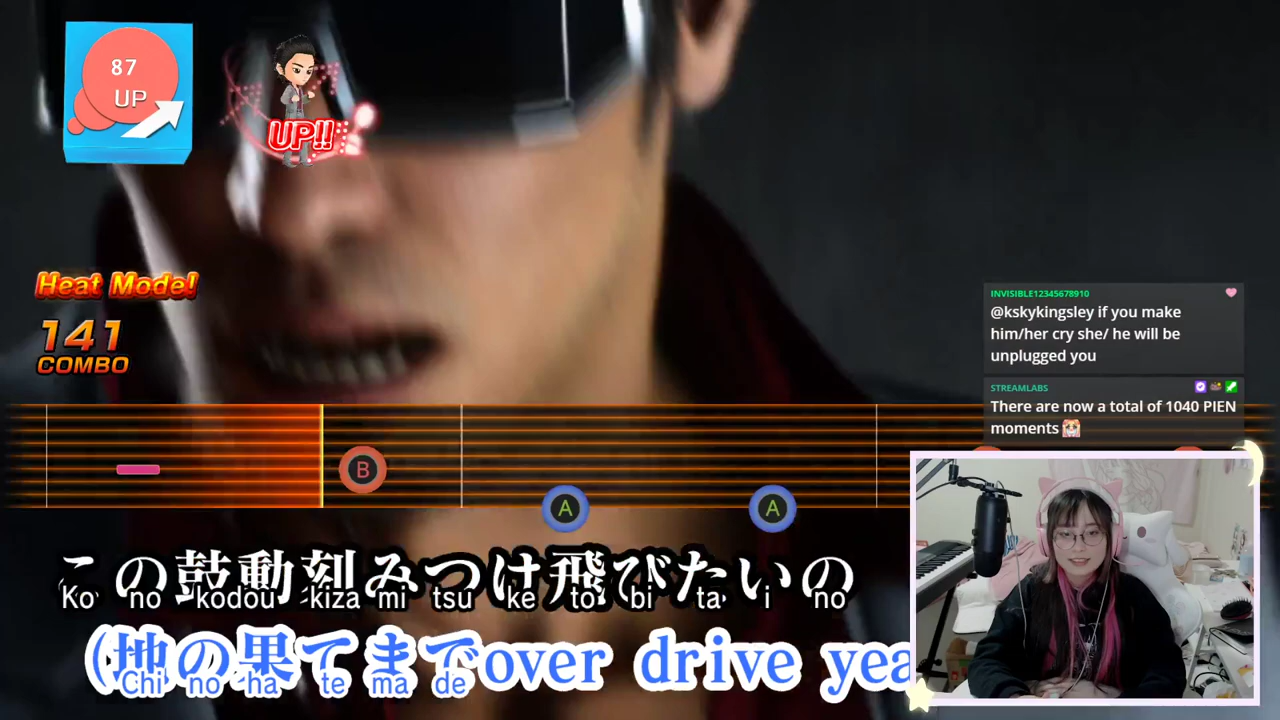 87
UP
UP!!
Heat Mode!
141
COMBO
INVISIBLE12345678910
@kskykingsley if you make
him/her cry she/ he will be
unplugged you
STREAMLABS
There are now a total of 1040 PIEN
moments
B
A
A
この鼓動刻みつけ飛びたいの
Ko no kodou kiza mi tsu ke to bi ta i no
(地の果てまでover drive yea
Chi no ha te ma de